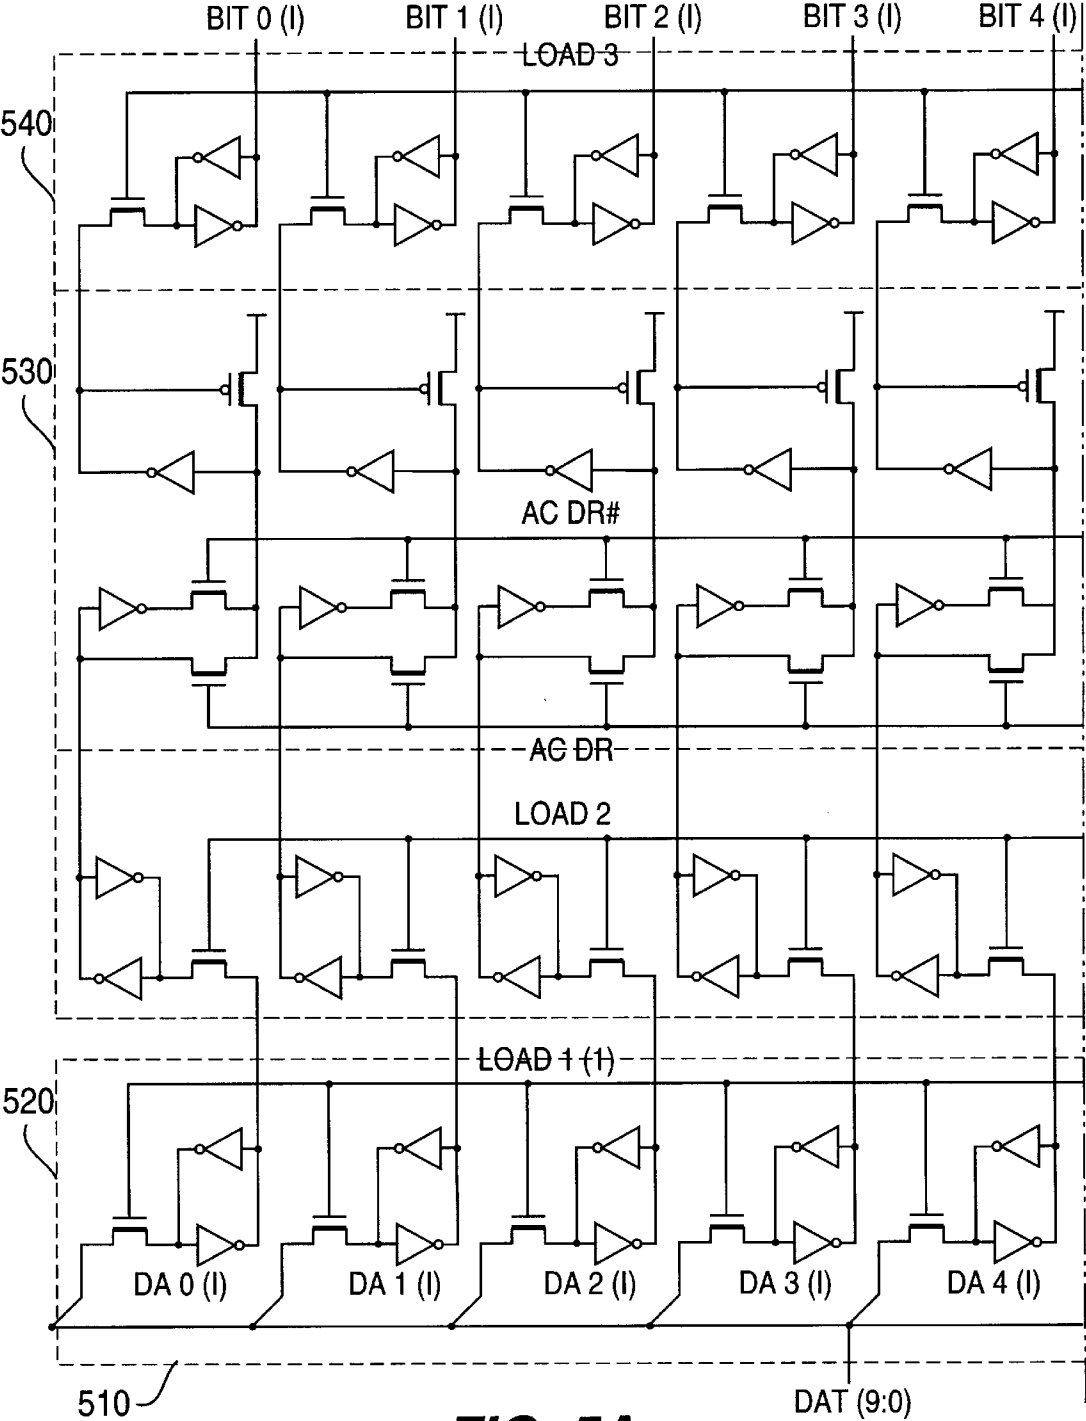 BIT 0 (I) BIT 1 (I) BIT 2 (I) BIT 3 (I) BIT 4 (I)
LOAD 3
540
530
AC DR#
AC DR
LOAD 2
LOAD 1 (1)
520
DA 0 (I) DA 1 (I) DA 2 (I) DA 3 (I) DA 4 (I)
510
DAT (9:0)
FIG. 5A